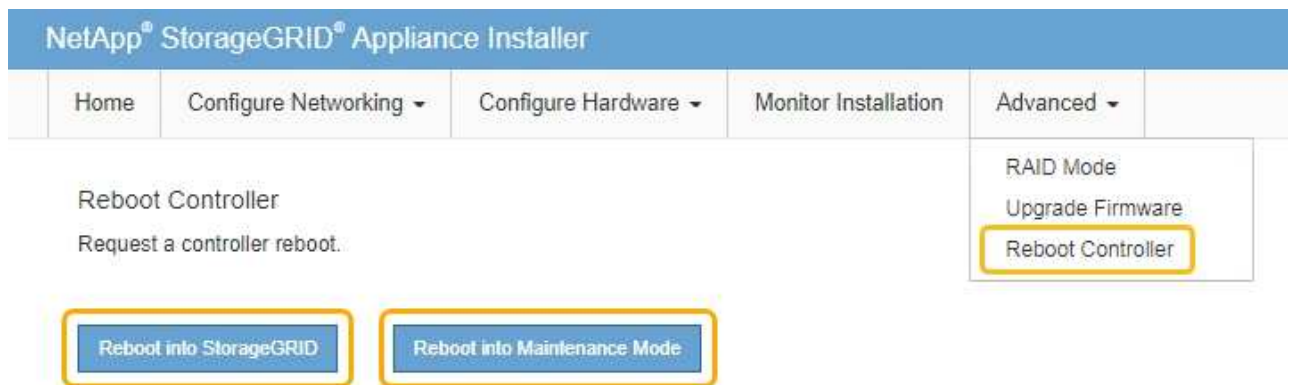 NetApp® StorageGRID® Appliance Installer
Home Configure Networking Configure Hardware Monitor Installation Advanced
RAID Mode
Upgrade Firmware
Reboot Controller
Reboot Controller
Request a controller reboot.
Reboot into StorageGRID Reboot into Maintenance Mode